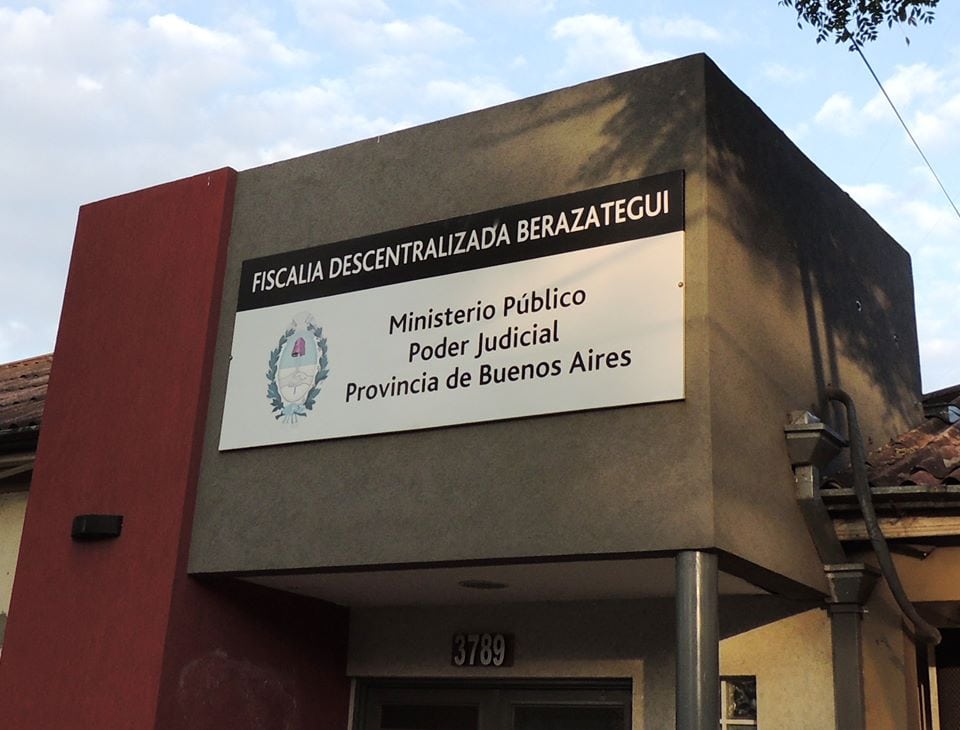 FISCALIA DESCENTRALIZADA BERAZATEGUI
Ministerio Público
Poder Judicial
Provincia de Buenos Aires
3789